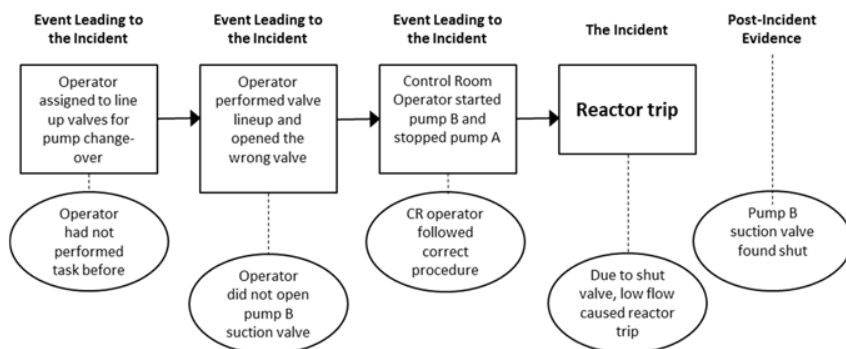 Event Leading to
the Incident
Event Leading to
the Incident
Event Leading to
the Incident
The Incident
Post-Incident
Evidence
Operator
assigned to line
up valves for
pump change-
over
Operator
performed valve
lineup and
opened the
wrong valve
Control Room
Operator started
pump B and
stopped pump A
Reactor trip
Operator
had not
performed
task before
Operator
did not open
pump B
suction valve
CR operator
followed
correct
procedure
Due to shut
valve, low flow
caused reactor
trip
Pump B
suction valve
found shut